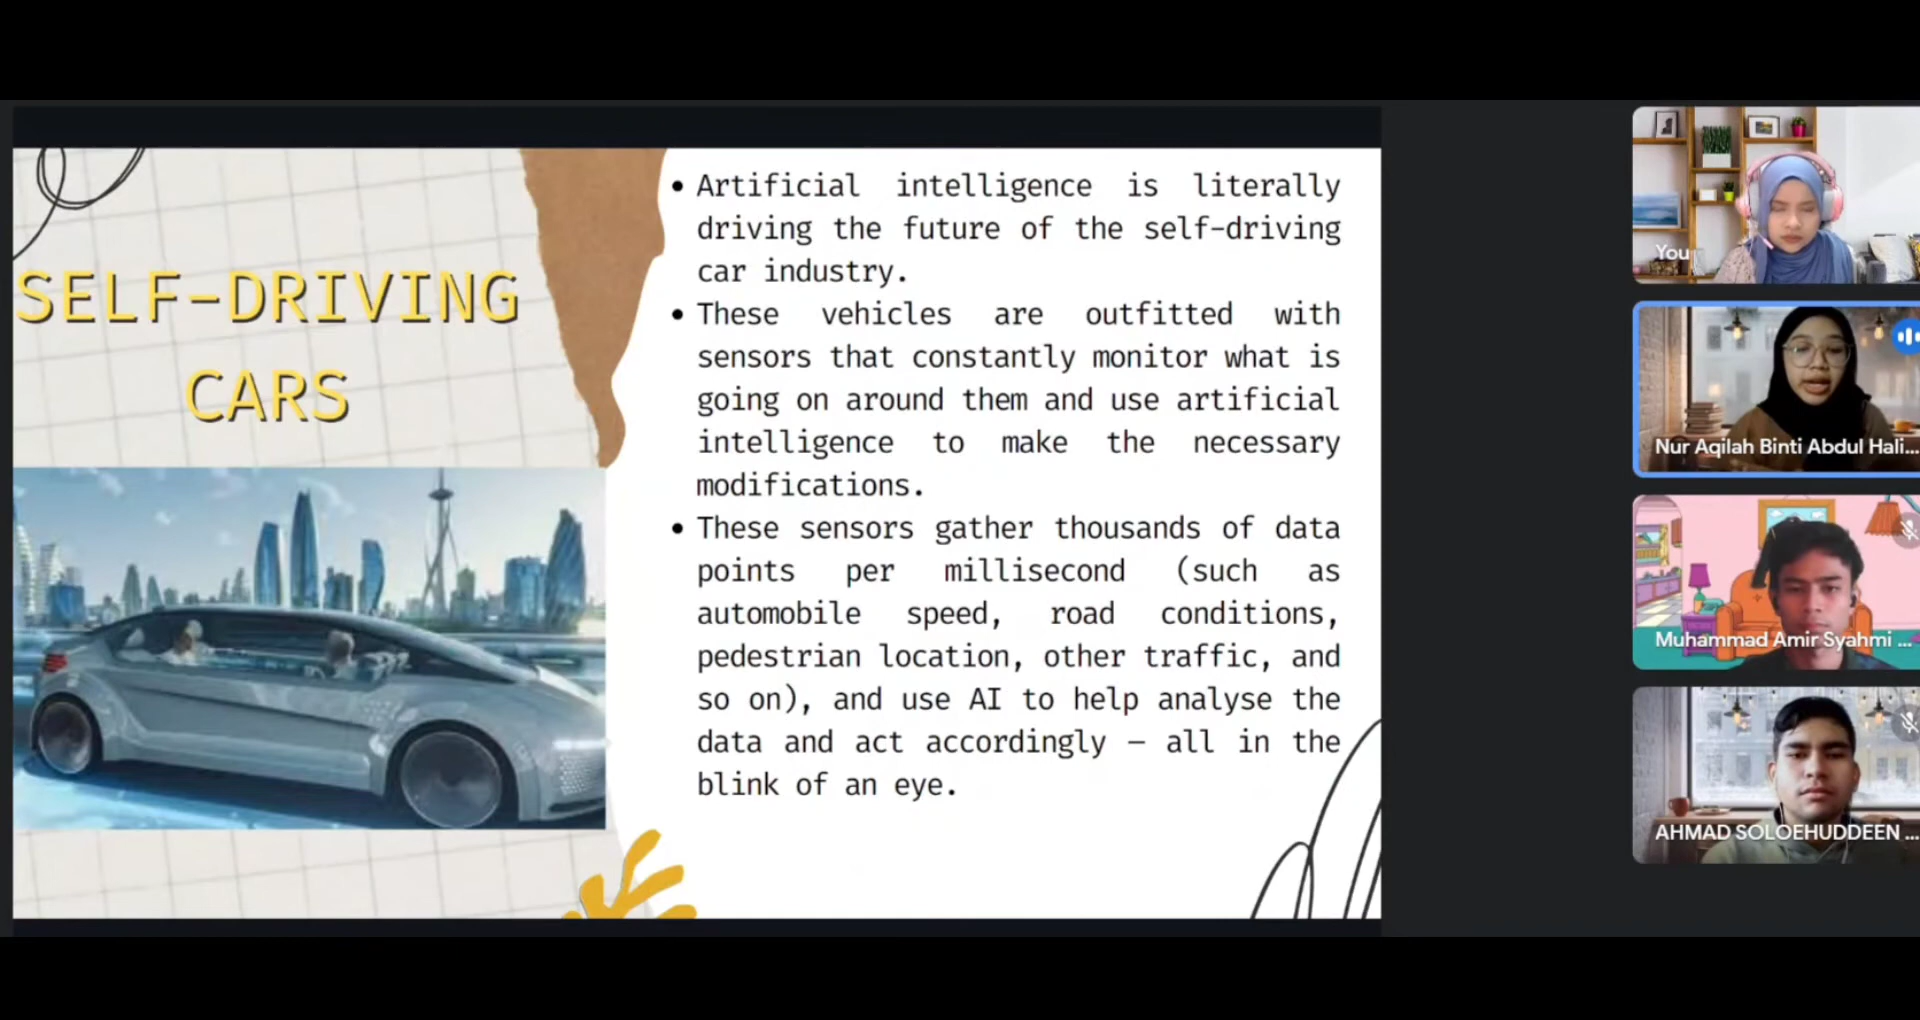 SELF-DRIVING
CARS
• Artificial intelligence is literally
driving the future of the self-driving
car industry.
• These vehicles are outfitted with
sensors that constantly monitor what is
going on around them and use artificial
intelligence to make the necessary
modifications.
• These sensors gather thousands of data
points per millisecond (such as
automobile speed, road conditions,
pedestrian location, other traffic, and
so on), and use AI to help analyse the
data and act accordingly – all in the
blink of an eye.
You
Nur Aqilah Binti Abdul Hali...
Muhammad Amir Syahmi ...
AHMAD SOLOEHUDDEEN ...